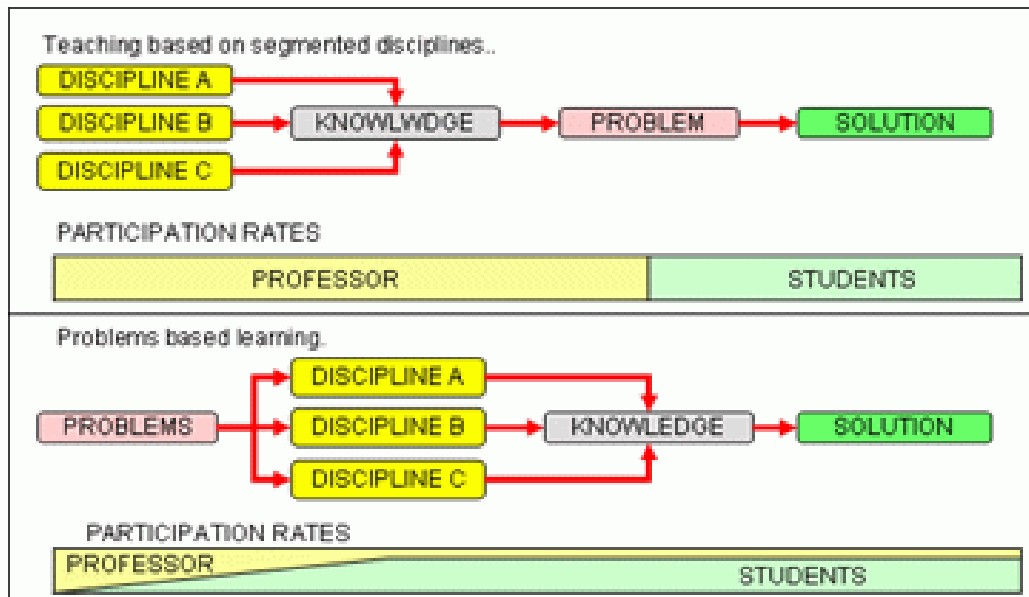 Teaching based on segmented disciplines..
DISCIPLINE A
DISCIPLINE B
KNOWLWDGE
PROBLEM
SOLUTION
DISCIPLINE C
PARTICIPATION RATES
PROFESSOR
STUDENTS
Problems based learning.
DISCIPLINE A
PROBLEMS
DISCIPLINE B
KNOWLEDGE
SOLUTION
DISCIPLINE C
PARTICIPATION RATES
PROFESSOR
STUDENTS